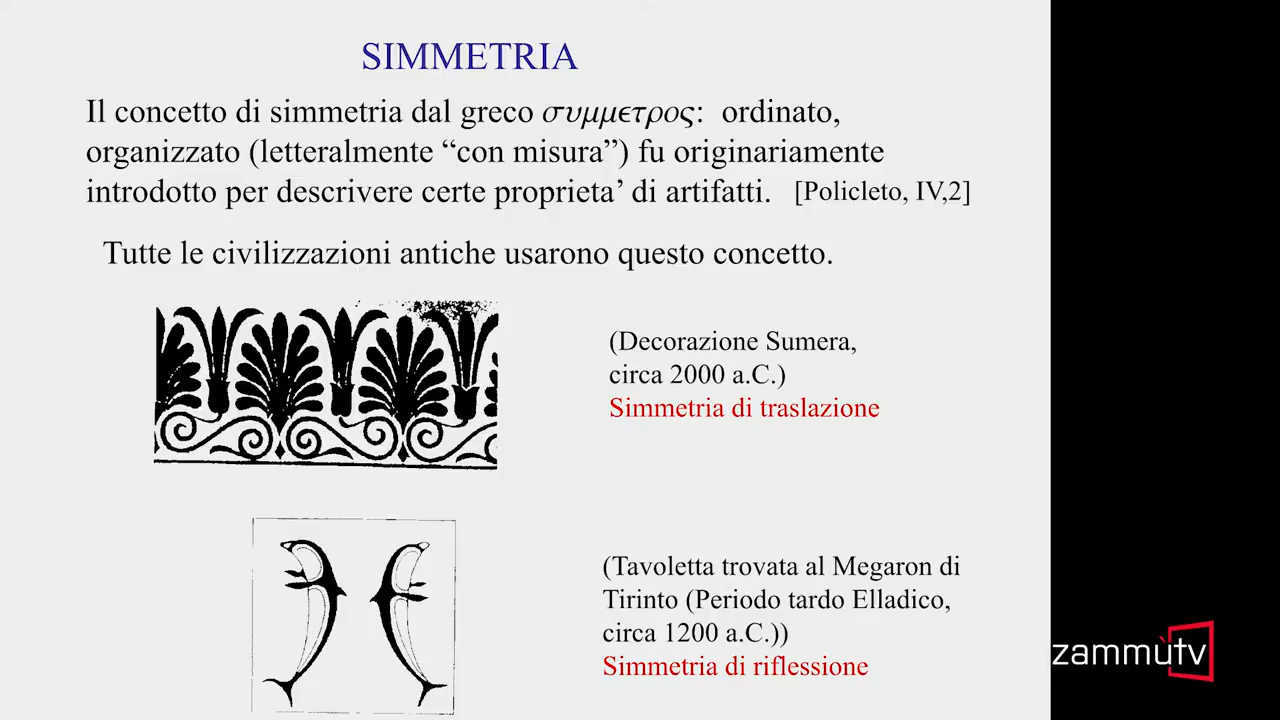 SIMMETRIA
Il concetto di simmetria dal greco συμμετρος: ordinato,
organizzato (letteralmente “con misura”) fu originariamente
introdotto per descrivere certe proprieta’ di artifatti. [Policleto, IV,2]
Tutte le civilizzazioni antiche usarono questo concetto.
(Decorazione Sumera,
circa 2000 a.C.)
Simmetria di traslazione
(Tavoletta trovata al Megaron di
Tirinto (Periodo tardo Elladico,
circa 1200 a.C.))
Simmetria di riflessione
zammùtv